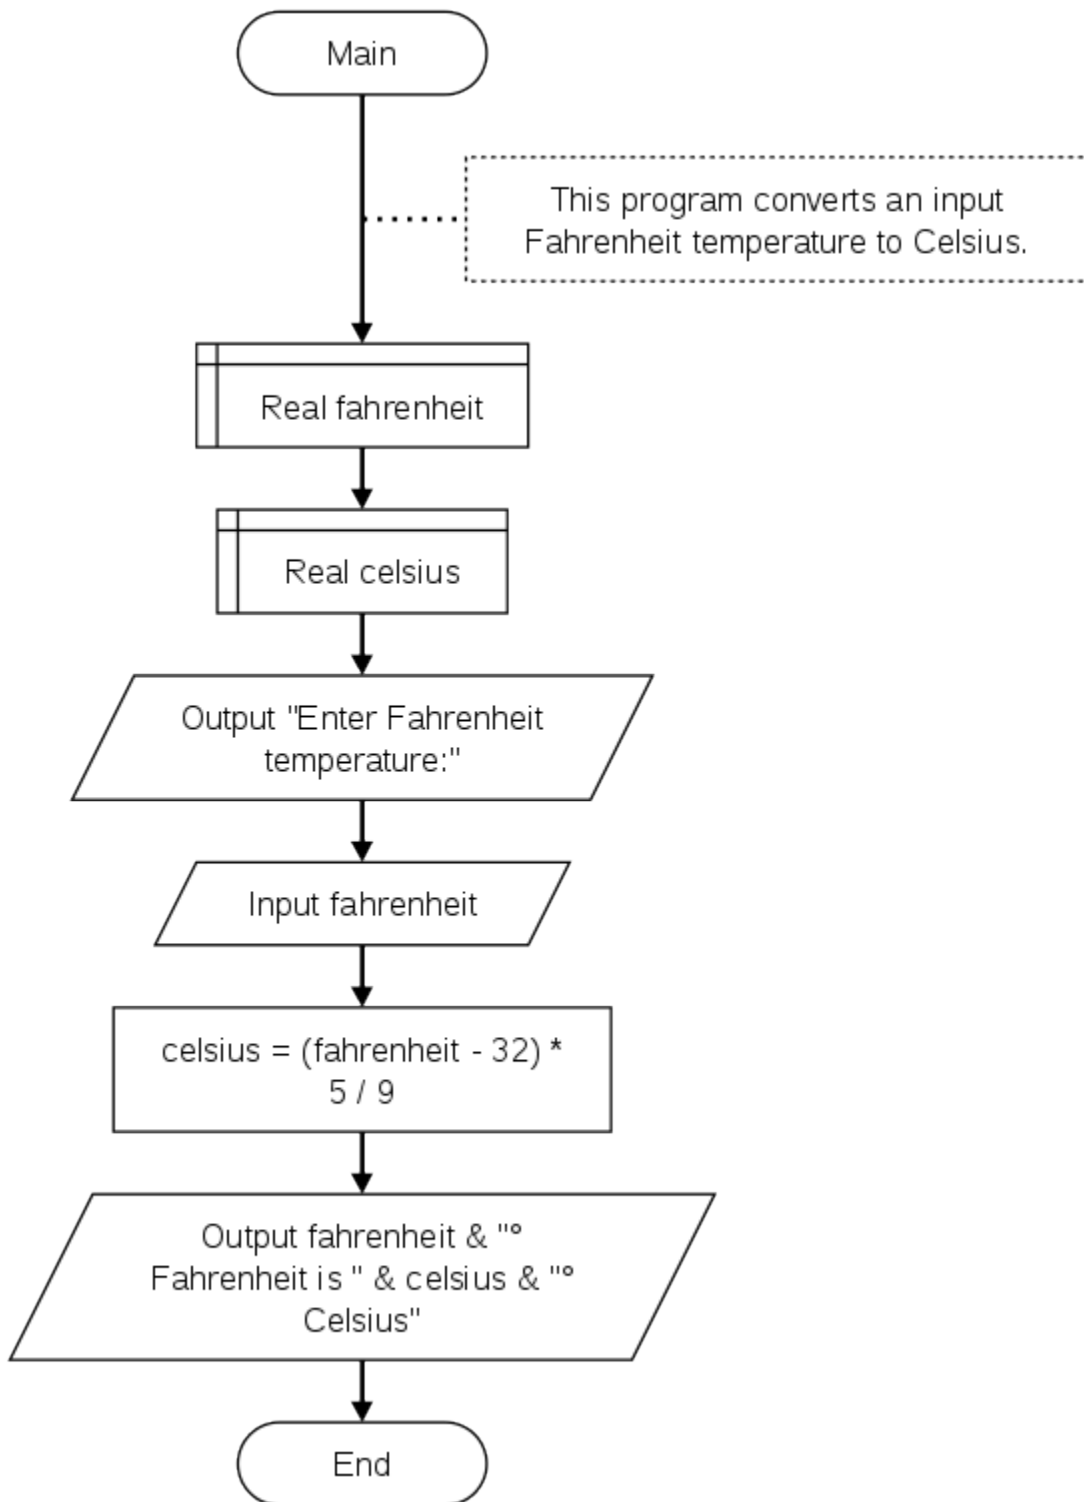 Main
This program converts an input
Fahrenheit temperature to Celsius.
Real fahrenheit
Real celsius
Output "Enter Fahrenheit
temperature:"
Input fahrenheit
celsius = (fahrenheit - 32) *
5 / 9
Output fahrenheit & "°
Fahrenheit is " & celsius & "°
Celsius"
End